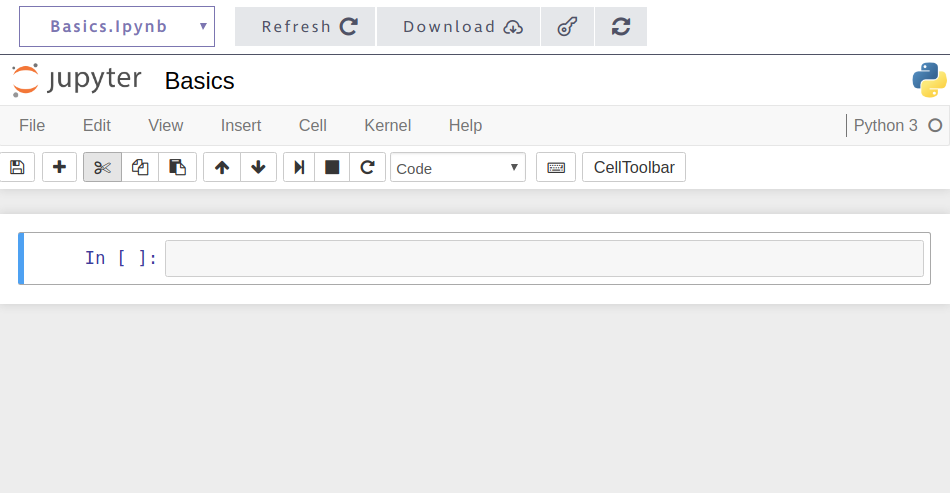 Basics.Ipynb Refresh Download
jupyter Basics
File Edit View Insert Cell Kernel Help Python 3
Code CellToolbar
In [ ]: